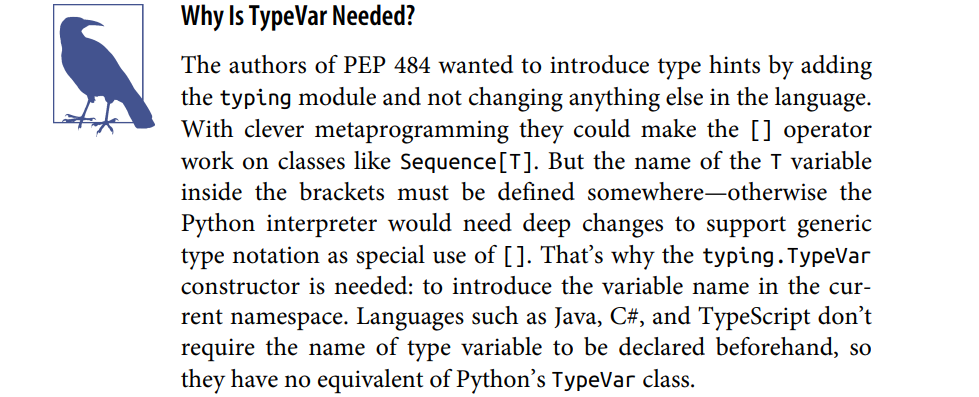 Why Is TypeVar Needed?
The authors of PEP 484 wanted to introduce type hints by adding
the typing module and not changing anything else in the language.
With clever metaprogramming they could make the [] operator
work on classes like Sequence[T]. But the name of the T variable
inside the brackets must be defined somewhere—otherwise the
Python interpreter would need deep changes to support generic
type notation as special use of []. That’s why the typing.TypeVar
constructor is needed: to introduce the variable name in the cur-
rent namespace. Languages such as Java, C#, and TypeScript don’t
require the name of type variable to be declared beforehand, so
they have no equivalent of Python’s TypeVar class.